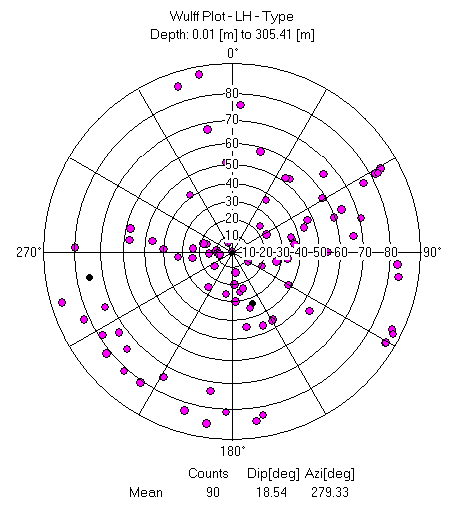 Wulff Plot - LH - Type
Depth: 0.01 [m] to 305.41 [m]
0°
80
70
60
50
40
30
20
10
270° 10 20 30 40 50 60 70 80 90°
180°
Counts Dip[deg] Azi[deg]
Mean 90 18.54 279.33